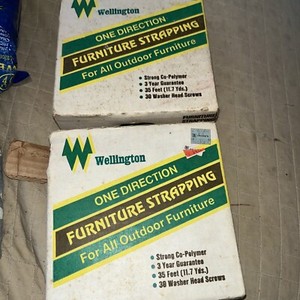 Wellington
ONE DIRECTION
FURNITURE STRAPPING
For All Outdoor Furniture
• Strong Co-Polymer
• 3 Year Guarantee
• 35 Feet (11.7 Yds.)
• 30 Washer Head Screws
FURNITURE
STRAPPING
Wellington
ONE DIRECTION
FURNITURE STRAPPING
For All Outdoor Furniture
• Strong Co-Polymer
• 3 Year Guarantee
• 35 Feet (11.7 Yds.)
• 30 Washer Head Screws